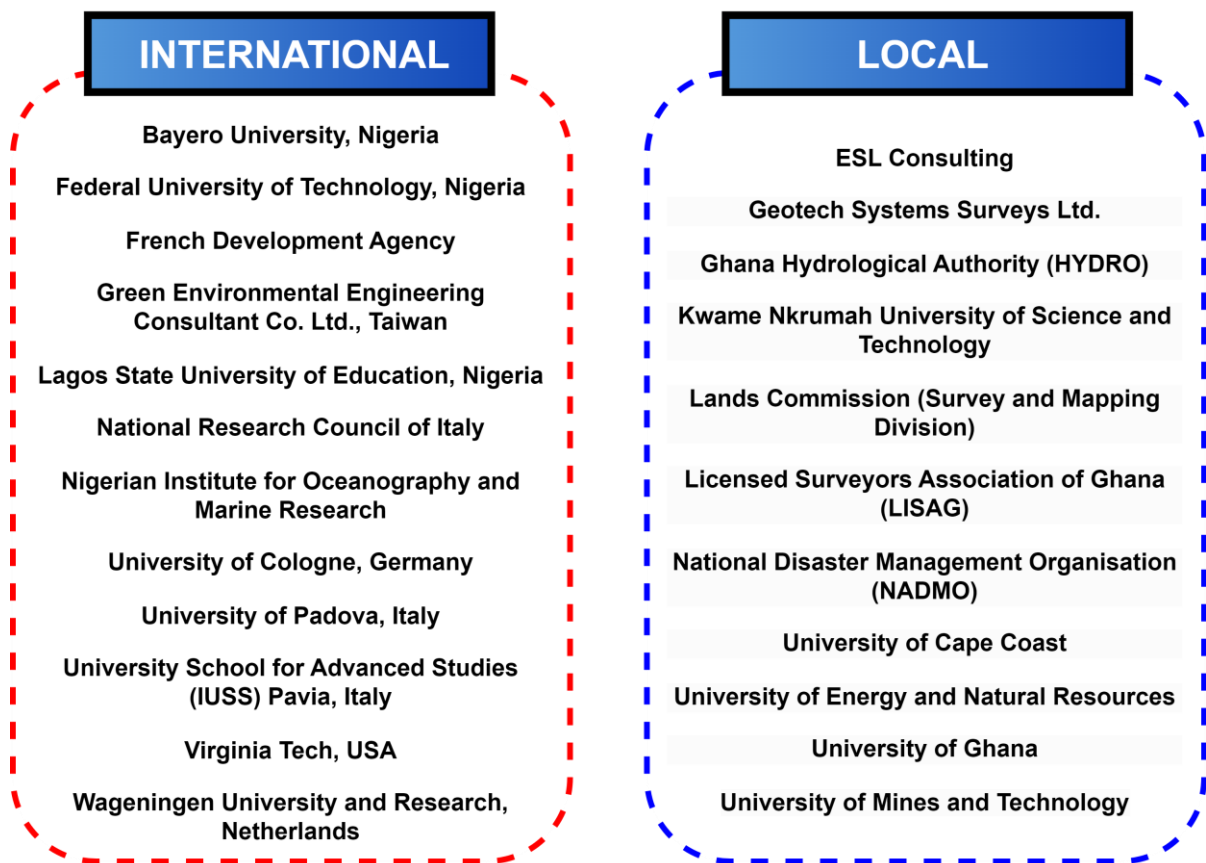 INTERNATIONAL
Bayero University, Nigeria
Federal University of Technology, Nigeria
French Development Agency
Green Environmental Engineering
Consultant Co. Ltd., Taiwan
Lagos State University of Education, Nigeria
National Research Council of Italy
Nigerian Institute for Oceanography and
Marine Research
University of Cologne, Germany
University of Padova, Italy
University School for Advanced Studies
(IUSS) Pavia, Italy
Virginia Tech, USA
Wageningen University and Research,
Netherlands
LOCAL
ESL Consulting
Geotech Systems Surveys Ltd.
Ghana Hydrological Authority (HYDRO)
Kwame Nkrumah University of Science and
Technology
Lands Commission (Survey and Mapping
Division)
Licensed Surveyors Association of Ghana
(LISAG)
National Disaster Management Organisation
(NADMO)
University of Cape Coast
University of Energy and Natural Resources
University of Ghana
University of Mines and Technology